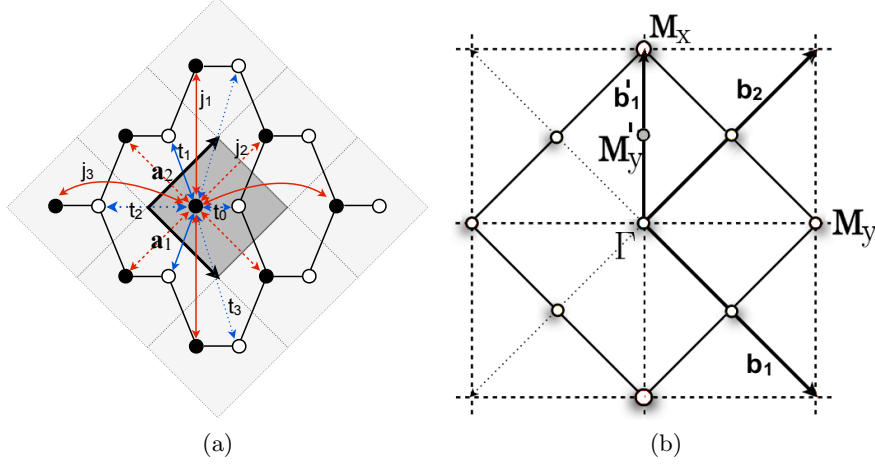 j₁
t₁
j₂
j₃
a₂
t₂
t₀
a₁
t₃
(a)
Mₓ
b'₁
b₂
M'y
Γ
My
b₁
(b)